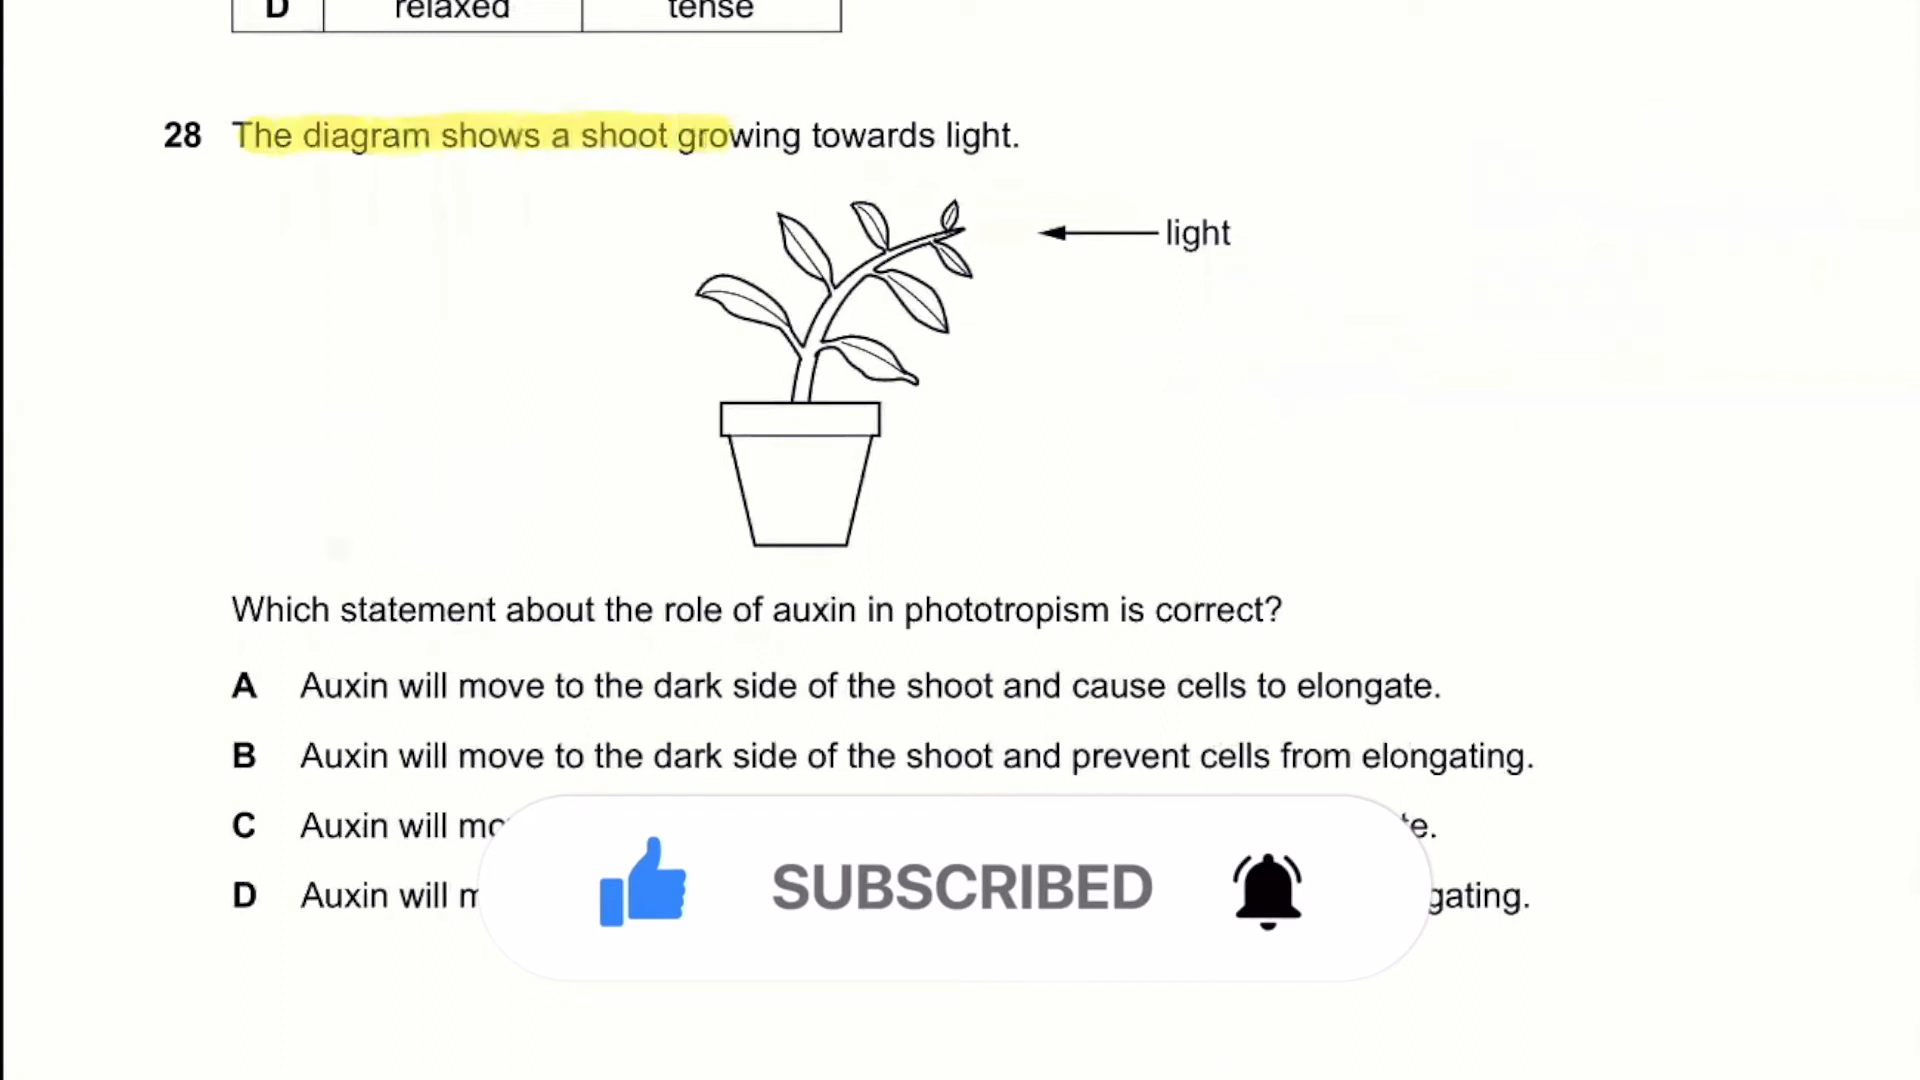 D relaxed tense
28 The diagram shows a shoot growing towards light.
light
Which statement about the role of auxin in phototropism is correct?
A Auxin will move to the dark side of the shoot and cause cells to elongate.
B Auxin will move to the dark side of the shoot and prevent cells from elongating.
C Auxin will
D Auxin will
SUBSCRIBED